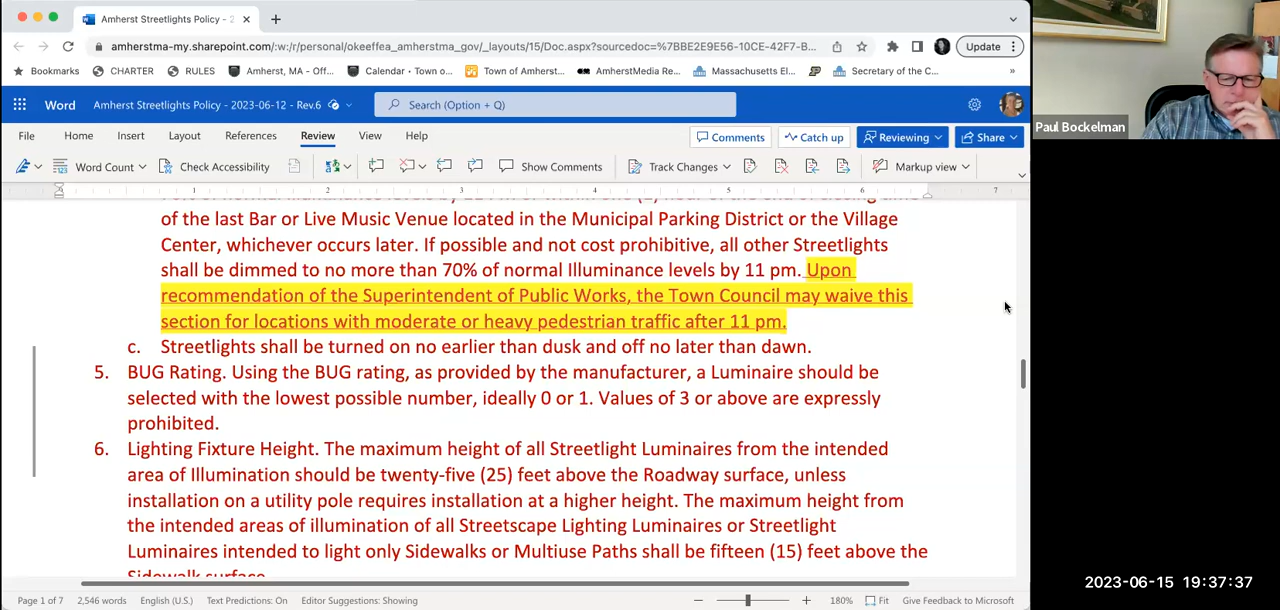 Amherst Streetlights Policy - 2
amherstma-my.sharepoint.com/:w:/r/personal/okeeffea_amherstma_gov/_layouts/15/Doc.aspx?sourcedoc=%7BBE2E9E56-10CE-42F7-B...
Update
Bookmarks CHARTER RULES Amherst, MA - Off... Calendar • Town o... Town of Amherst... AmherstMedia Re... Massachusetts El... Secretary of the C... »
Word Amherst Streetlights Policy - 2023-06-12 - Rev.6 Search (Option + Q)
File Home Insert Layout References Review View Help Comments Catch up Reviewing Share
Word Count Check Accessibility Show Comments Track Changes Markup view
1 2 3 4 5 6 7
of the last Bar or Live Music Venue located in the Municipal Parking District or the Village
Center, whichever occurs later. If possible and not cost prohibitive, all other Streetlights
shall be dimmed to no more than 70% of normal Illuminance levels by 11 pm. Upon
recommendation of the Superintendent of Public Works, the Town Council may waive this
section for locations with moderate or heavy pedestrian traffic after 11 pm.
c. Streetlights shall be turned on no earlier than dusk and off no later than dawn.
5. BUG Rating. Using the BUG rating, as provided by the manufacturer, a Luminaire should be
selected with the lowest possible number, ideally 0 or 1. Values of 3 or above are expressly
prohibited.
6. Lighting Fixture Height. The maximum height of all Streetlight Luminaires from the intended
area of Illumination should be twenty-five (25) feet above the Roadway surface, unless
installation on a utility pole requires installation at a higher height. The maximum height from
the intended areas of illumination of all Streetscape Lighting Luminaires or Streetlight
Luminaires intended to light only Sidewalks or Multiuse Paths shall be fifteen (15) feet above the
Sidewalk surface.
Page 1 of 7 2,546 words English (U.S.) Text Predictions: On Editor Suggestions: Showing 180% Fit Give Feedback to Microsoft
Paul Bockelman
2023-06-15 19:37:37